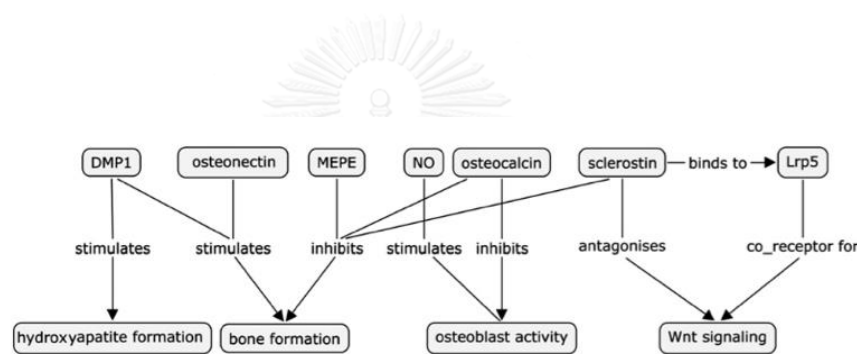 DMP1 osteonectin MEPE NO osteocalcin sclerostin binds to Lrp5
stimulates stimulates inhibits stimulates inhibits antagonises co_receptor for
hydroxyapatite formation bone formation osteoblast activity Wnt signaling